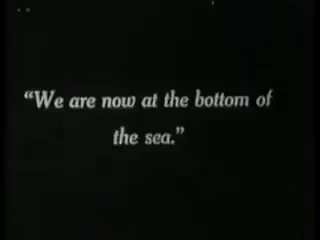 “We are now at the bottom of
the sea.”